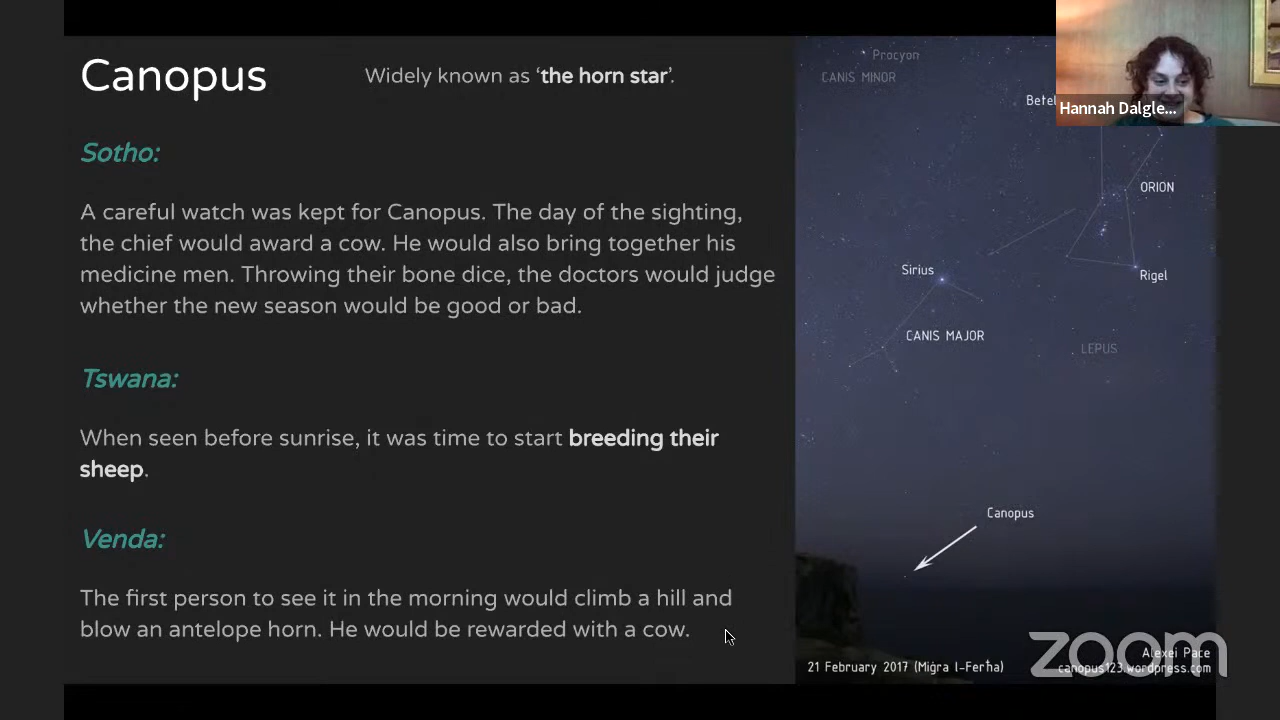 Canopus
Widely known as ‘the horn star’.
Sotho:
A careful watch was kept for Canopus. The day of the sighting,
the chief would award a cow. He would also bring together his
medicine men. Throwing their bone dice, the doctors would judge
whether the new season would be good or bad.
Tswana:
When seen before sunrise, it was time to start breeding their
sheep.
Venda:
The first person to see it in the morning would climb a hill and
blow an antelope horn. He would be rewarded with a cow.
Procyon
CANIS MINOR
Betel
Hannah Dalgle...
ORION
Sirius
Rigel
CANIS MAJOR
LEPUS
Canopus
21 February 2017 (Miġra l-Ferħa)
Alexei Pace
canopus123.wordpress.com
zoom